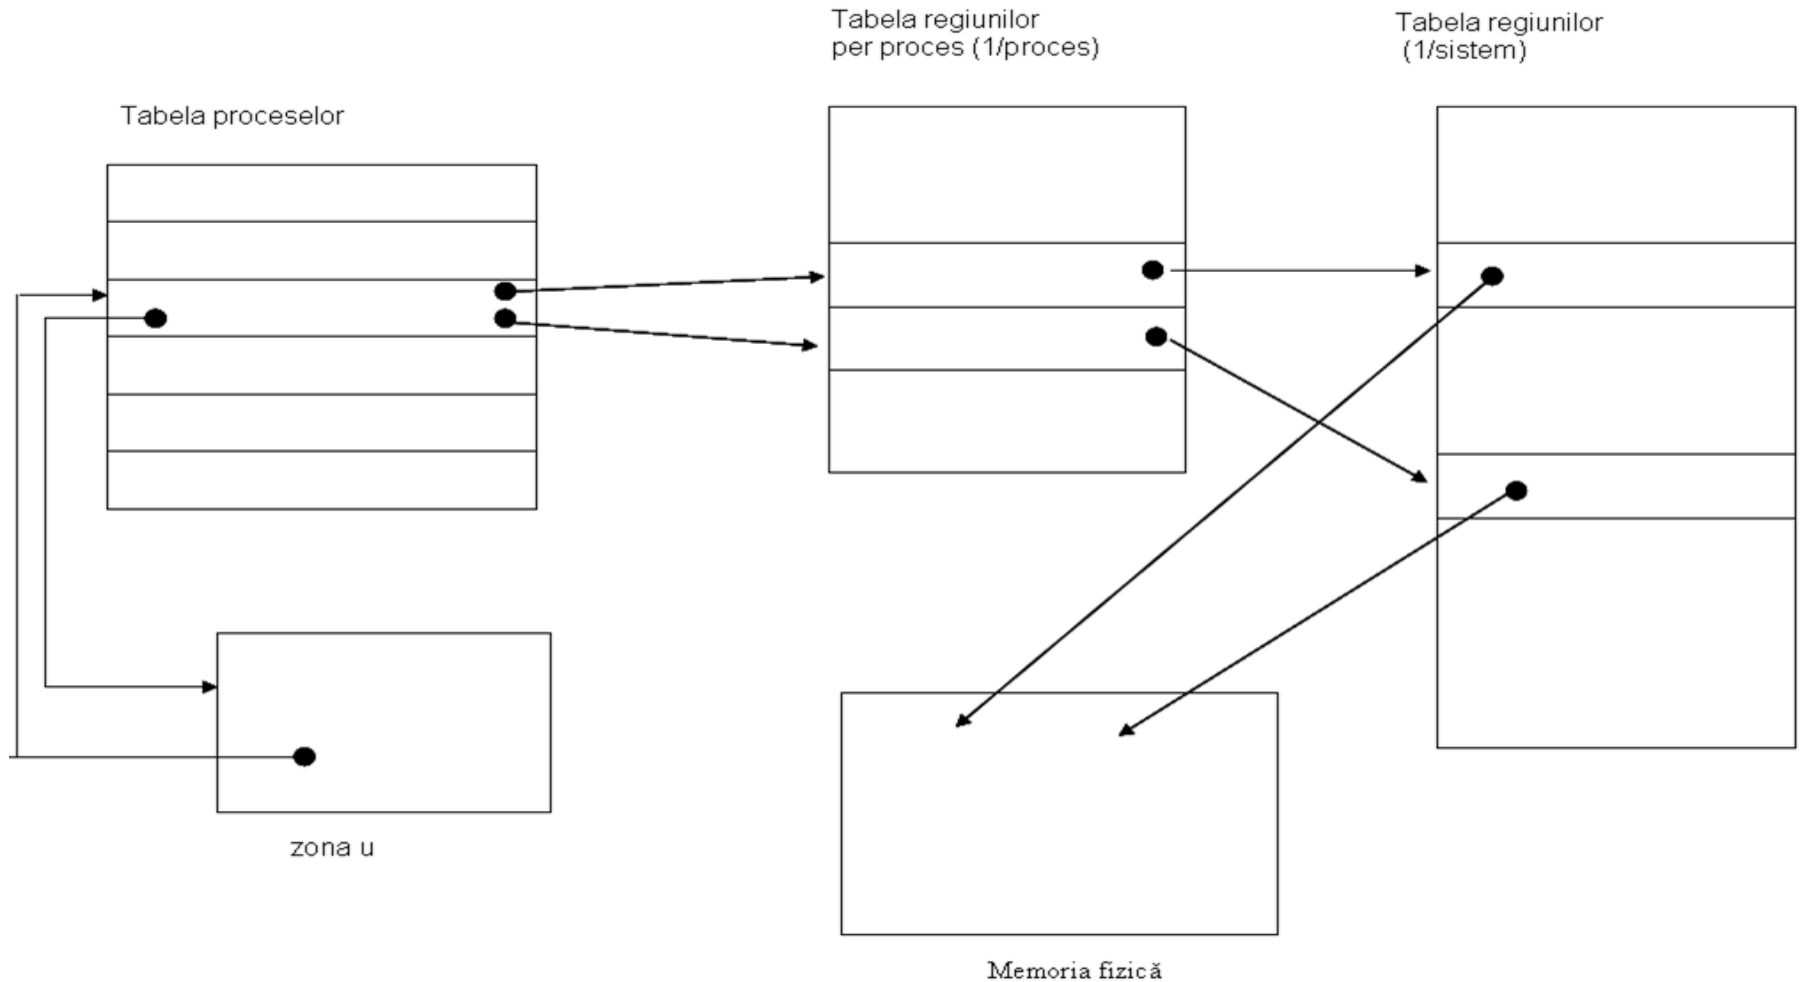 Tabela regiunilor
per proces (1/proces)
Tabela regiunilor
(1/sistem)
Tabela proceselor
zona u
Memoria fizică